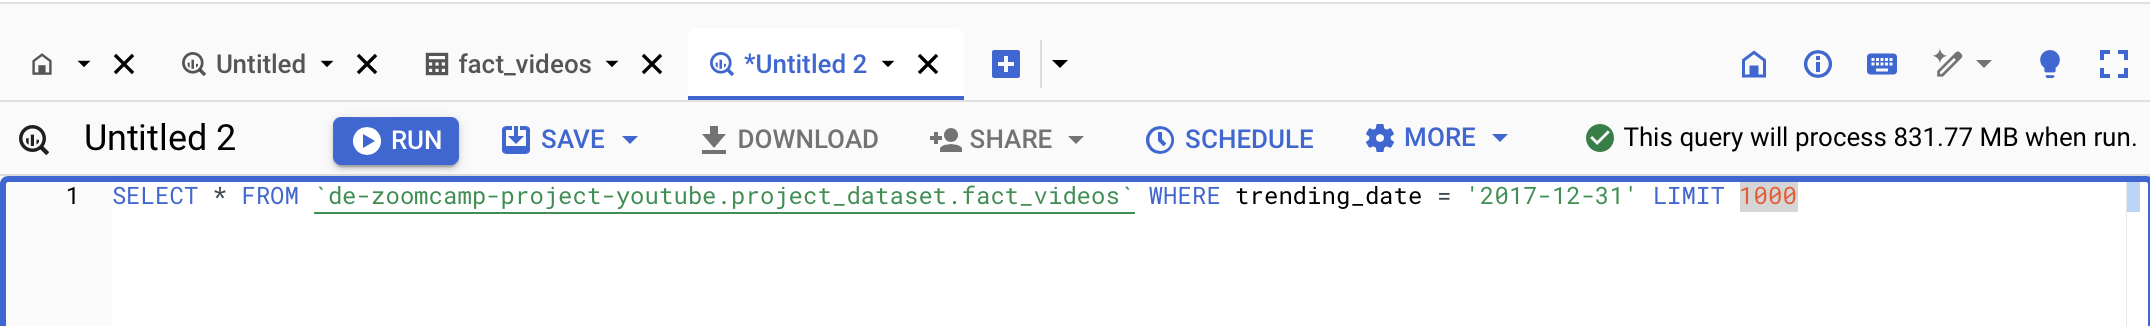 Untitled fact_videos *Untitled 2
Untitled 2 RUN SAVE DOWNLOAD SHARE SCHEDULE MORE This query will process 831.77 MB when run.
1 SELECT * FROM `de-zoomcamp-project-youtube.project_dataset.fact_videos` WHERE trending_date = '2017-12-31' LIMIT 1000